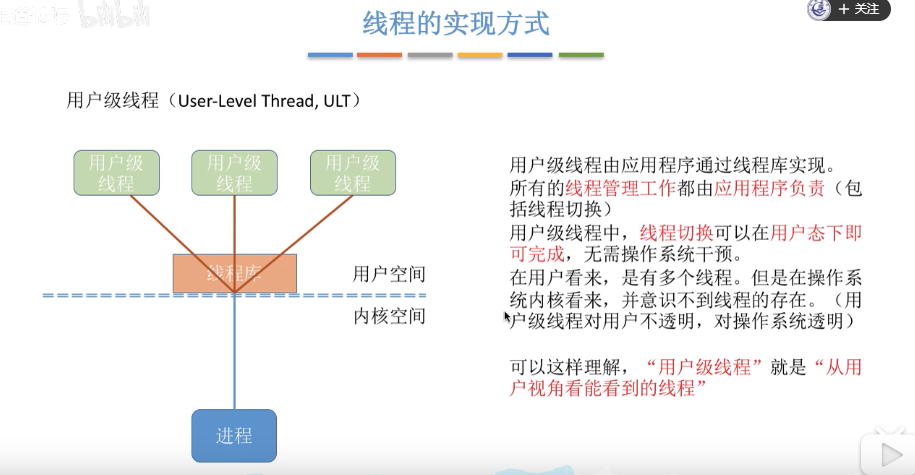 bilibili
+ 关注
线程的实现方式
用户级线程（User-Level Thread, ULT）
用户级
线程
用户级
线程
用户级
线程
线程库
用户空间
内核空间
进程
用户级线程由应用程序通过线程库实现。
所有的线程管理工作都由应用程序负责（包
括线程切换）
用户级线程中，线程切换可以在用户态下即
可完成，无需操作系统干预。
在用户看来，是有多个线程。但是在操作系
统内核看来，并意识不到线程的存在。（用
户级线程对用户不透明，对操作系统透明）
可以这样理解，“用户级线程”就是“从用
户视角看能看到的线程”